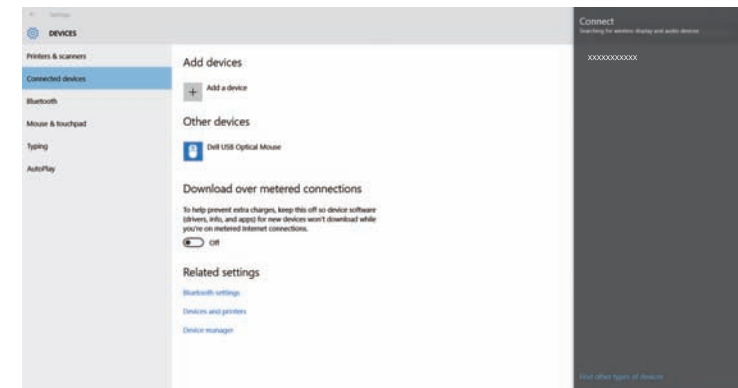 Settings
DEVICES
Printers & scanners
Connected devices
Bluetooth
Mouse & touchpad
Typing
AutoPlay
Add devices
Add a device
Other devices
Dell USB Optical Mouse
Download over metered connections
To help prevent extra charges, keep this off so device software
(drivers, info, and apps) for new devices won't download while
you're on metered Internet connections.
Off
Related settings
Bluetooth settings
Devices and printers
Device manager
Connect
Searching for wireless display and audio devices
xxxxxxxxxxx
Find other types of devices